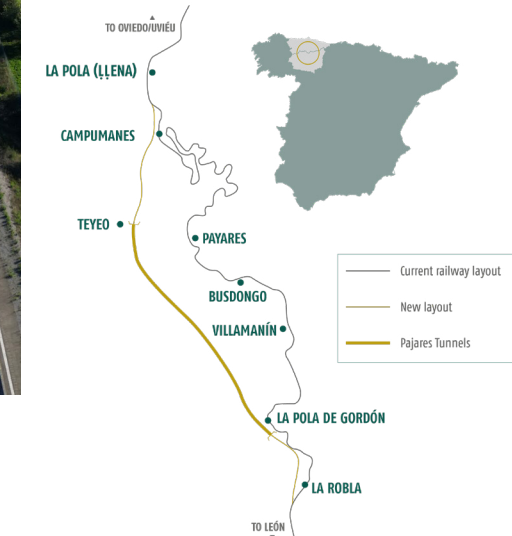 TO OVIEDO/UVIÉU
LA POLA (ḶḶENA)
CAMPUMANES
TEYEO
PAYARES
BUSDONGO
VILLAMANÍN
LA POLA DE GORDÓN
LA ROBLA
TO LEÓN
Current railway layout
New layout
Pajares Tunnels